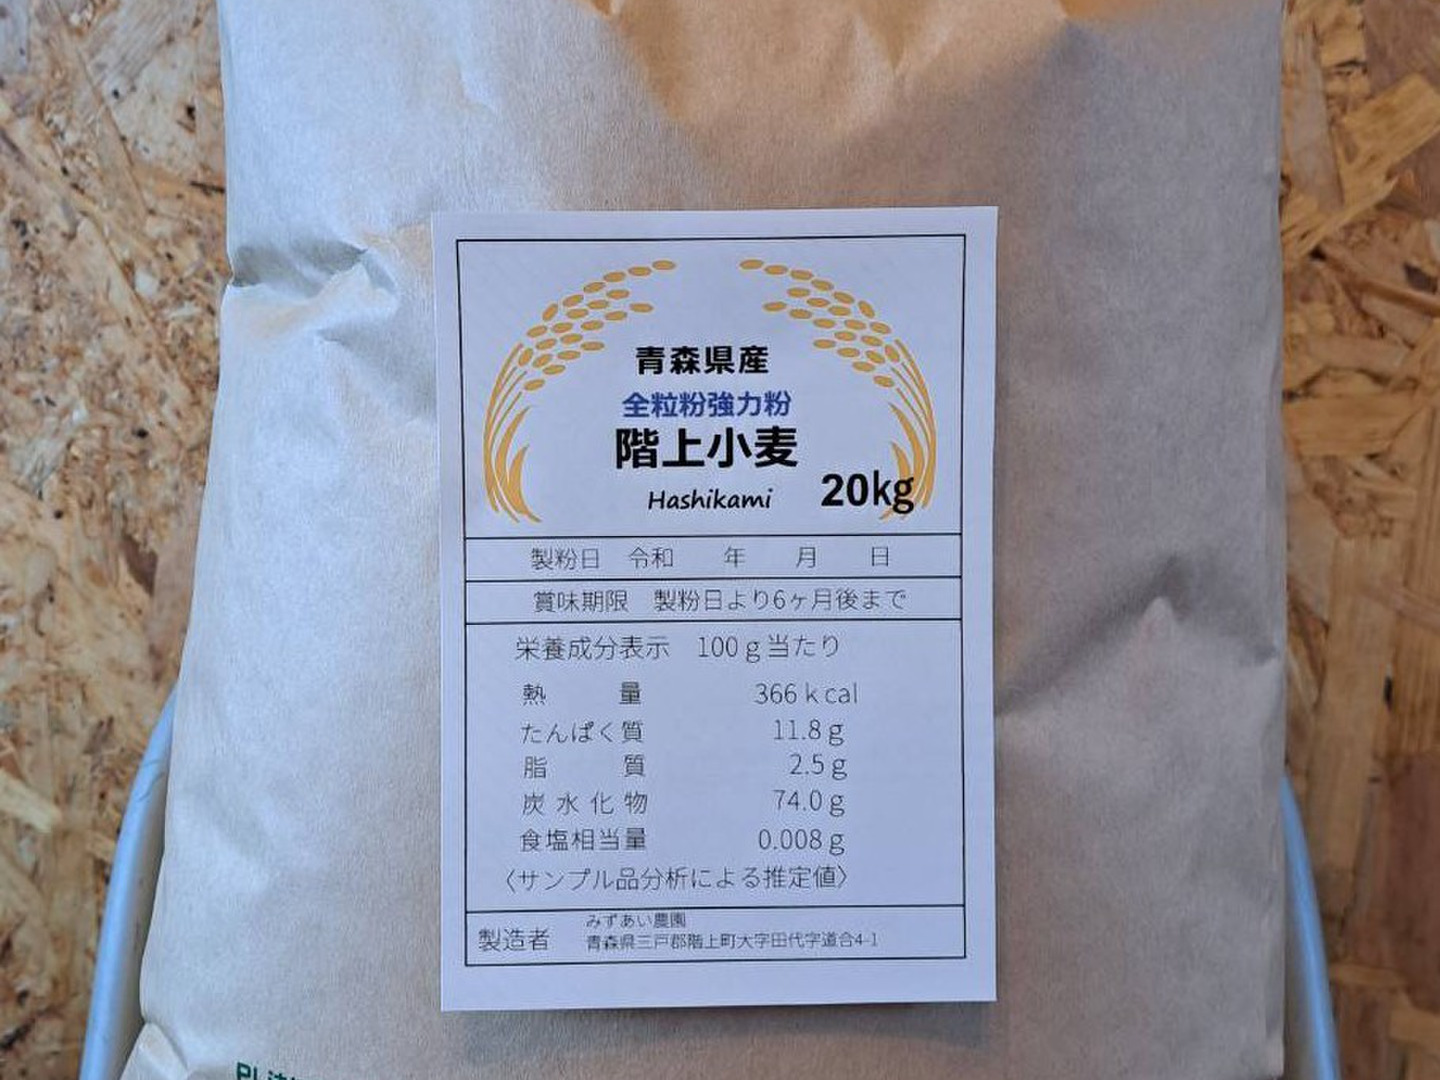 青森県産
全粒粉強力粉
階上小麦
Hashikami 20kg
製粉日 令和 年 月 日
賞味期限 製粉日より6ヶ月後まで
栄養成分表示 100g当たり
熱量 366kcal
たんぱく質 11.8g
脂質 2.5g
炭水化物 74.0g
食塩相当量 0.008g
〈サンプル品分析による推定値〉
製造者 みずあい農園
青森県三戸郡階上町大字田代字道合4-1